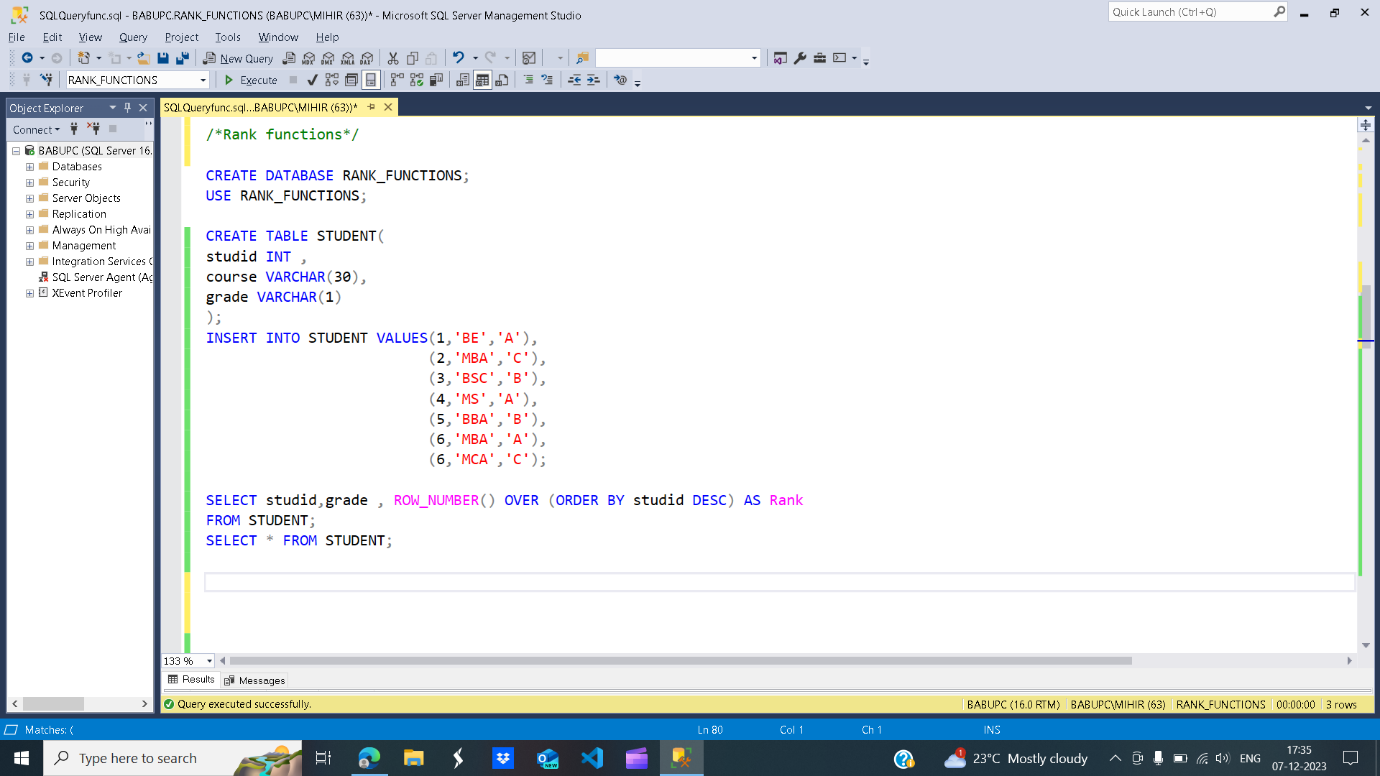 SQLQueryfunc.sql - BABUPC.RANK_FUNCTIONS (BABUPC\MIHIR (63))* - Microsoft SQL Server Management Studio
Quick Launch (Ctrl+Q)
File Edit View Query Project Tools Window Help
New Query
RANK_FUNCTIONS
Execute
Object Explorer
SQLQueryfunc.sql...BABUPC\MIHIR (63))*
Connect
BABUPC (SQL Server 16.
Databases
Security
Server Objects
Replication
Always On High Avai
Management
Integration Services C
SQL Server Agent (Ag
XEvent Profiler
/*Rank functions*/
CREATE DATABASE RANK_FUNCTIONS;
USE RANK_FUNCTIONS;
CREATE TABLE STUDENT(
studid INT ,
course VARCHAR(30),
grade VARCHAR(1)
);
INSERT INTO STUDENT VALUES(1,'BE','A'),
(2,'MBA','C'),
(3,'BSC','B'),
(4,'MS','A'),
(5,'BBA','B'),
(6,'MBA','A'),
(6,'MCA','C');
SELECT studid,grade , ROW_NUMBER() OVER (ORDER BY studid DESC) AS Rank
FROM STUDENT;
SELECT * FROM STUDENT;
133 %
Results Messages
Query executed successfully.
BABUPC (16.0 RTM) BABUPC\MIHIR (63) RANK_FUNCTIONS 00:00:00 3 rows
Matches: (
Ln 80 Col 1 Ch 1 INS
Type here to search
1
23°C Mostly cloudy
ENG
17:35
07-12-2023